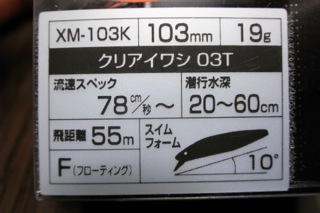 XM-103K 103mm 19g
クリアイワシ 03T
流速スペック 潜行水深
78cm/秒～ 20～60cm
飛距離 55m スイムフォーム
F(フローティング) 10°